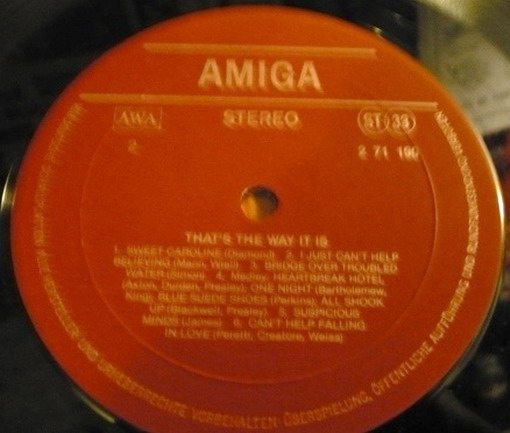 AMIGA
AWA
STEREO
ST 33
2
2 71 190
THAT'S THE WAY IT IS
1. SWEET CAROLINE (Diamond) 2. I JUST CAN'T HELP
BELIEVING (Mann, Weil) 3. BRIDGE OVER TROUBLED
WATER (Simon) 4. Medley: HEARTBREAK HOTEL
(Axton, Durden, Presley); ONE NIGHT (Bartholomew,
King); BLUE SUEDE SHOES (Perkins); ALL SHOOK
UP (Blackwell, Presley) 5. SUSPICIOUS
MINDS (James) 6. CAN'T HELP FALLING
IN LOVE (Peretti, Creatore, Weiss)
UND URHEBERRECHTE VORBEHALTEN · ÜBERSPIELUNG, ÖFFENTLICHE AUFFÜHRUNG UND RUNDFUNKSENDUNG